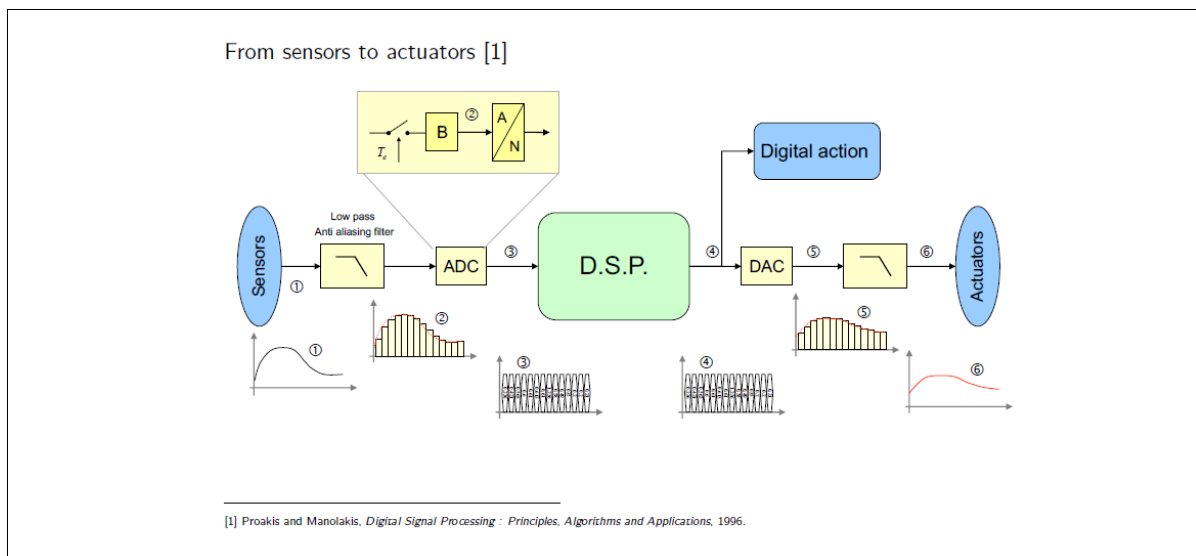 From sensors to actuators [1]
②
A
B
N
T_e
Digital action
Low pass
Anti aliasing filter
Sensors
①
ADC
③
D.S.P.
④
DAC
⑤
⑥
Actuators
①
②
③
④
⑤
⑥
[1] Proakis and Manolakis, Digital Signal Processing : Principles, Algorithms and Applications, 1996.